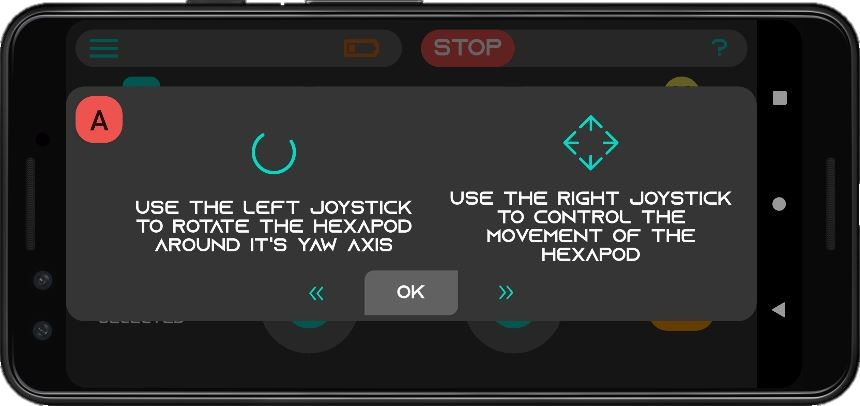 STOP
?
A
USE THE LEFT JOYSTICK
TO ROTATE THE HEXAPOD
AROUND IT'S YAW AXIS
USE THE RIGHT JOYSTICK
TO CONTROL THE
MOVEMENT OF THE
HEXAPOD
«
OK
»